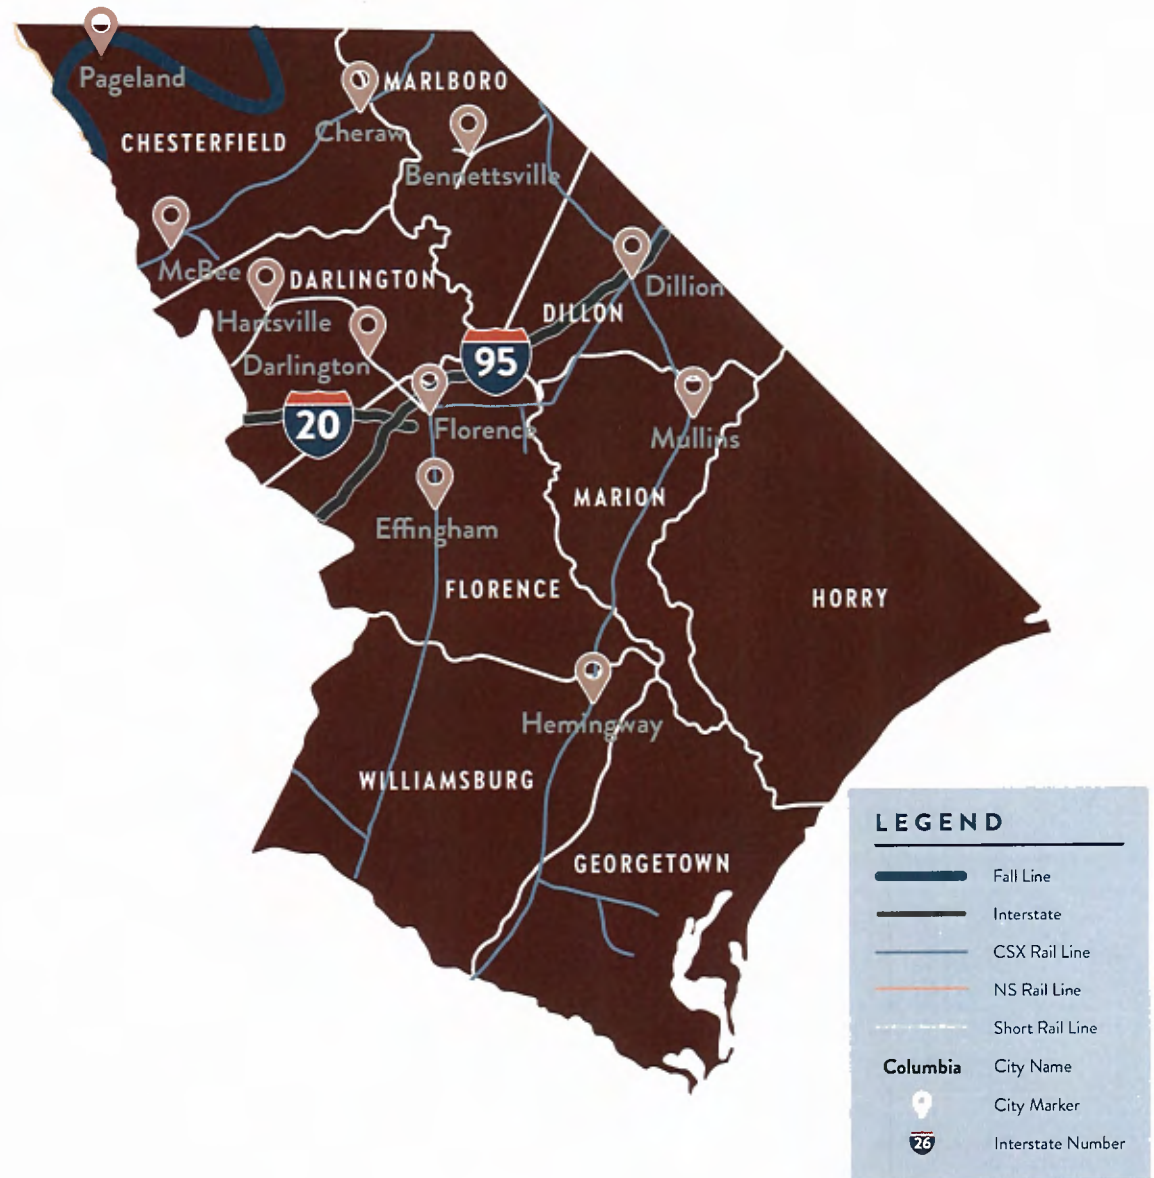 Pageland
MARLBORO
Cheraw
CHESTERFIELD
Bennettsville
McBee
DARLINGTON
Dillion
Hartsville
DILLON
Darlington
95
20
Florence
Mullins
MARION
Effingham
FLORENCE
HORRY
Hemingway
WILLIAMSBURG
GEORGETOWN
LEGEND
Fall Line
Interstate
CSX Rail Line
NS Rail Line
Short Rail Line
Columbia City Name
City Marker
26 Interstate Number